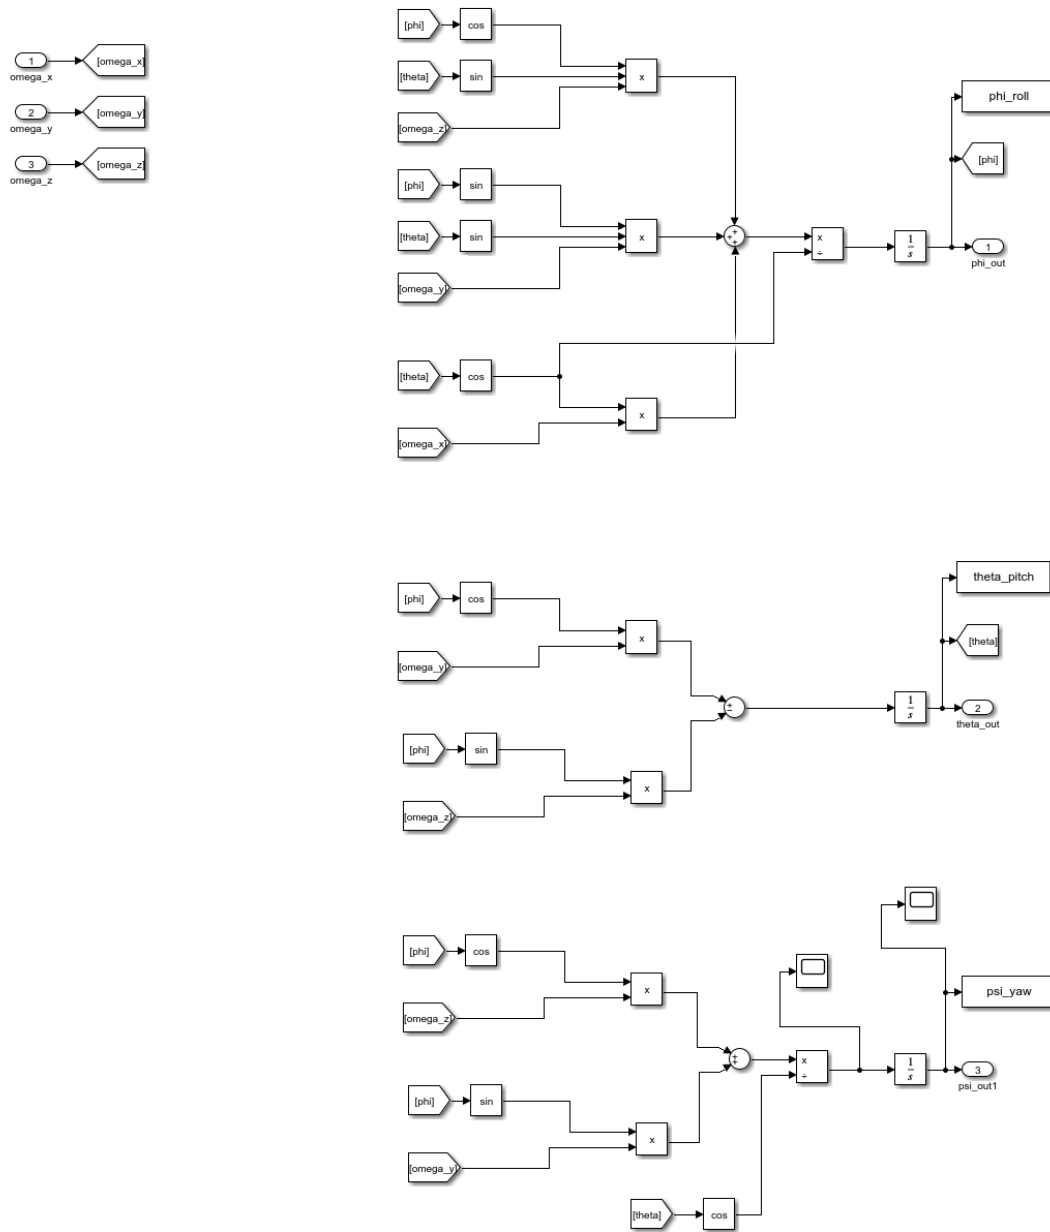 1
[omega_x]
omega_x
2
[omega_y]
omega_y
3
[omega_z]
omega_z
[phi]
cos
[theta]
sin
x
[omega_z]
[phi]
sin
[theta]
sin
x
[omega_y]
+
+
+
x
÷
1
s
phi_roll
[phi]
1
phi_out
[theta]
cos
x
[omega_x]
[phi]
cos
x
[omega_y]
[phi]
sin
x
[omega_z]
+
−
1
s
theta_pitch
[theta]
2
theta_out
[phi]
cos
x
[omega_z]
[phi]
sin
x
[omega_y]
+
+
x
÷
[theta]
cos
1
s
psi_yaw
3
psi_out1